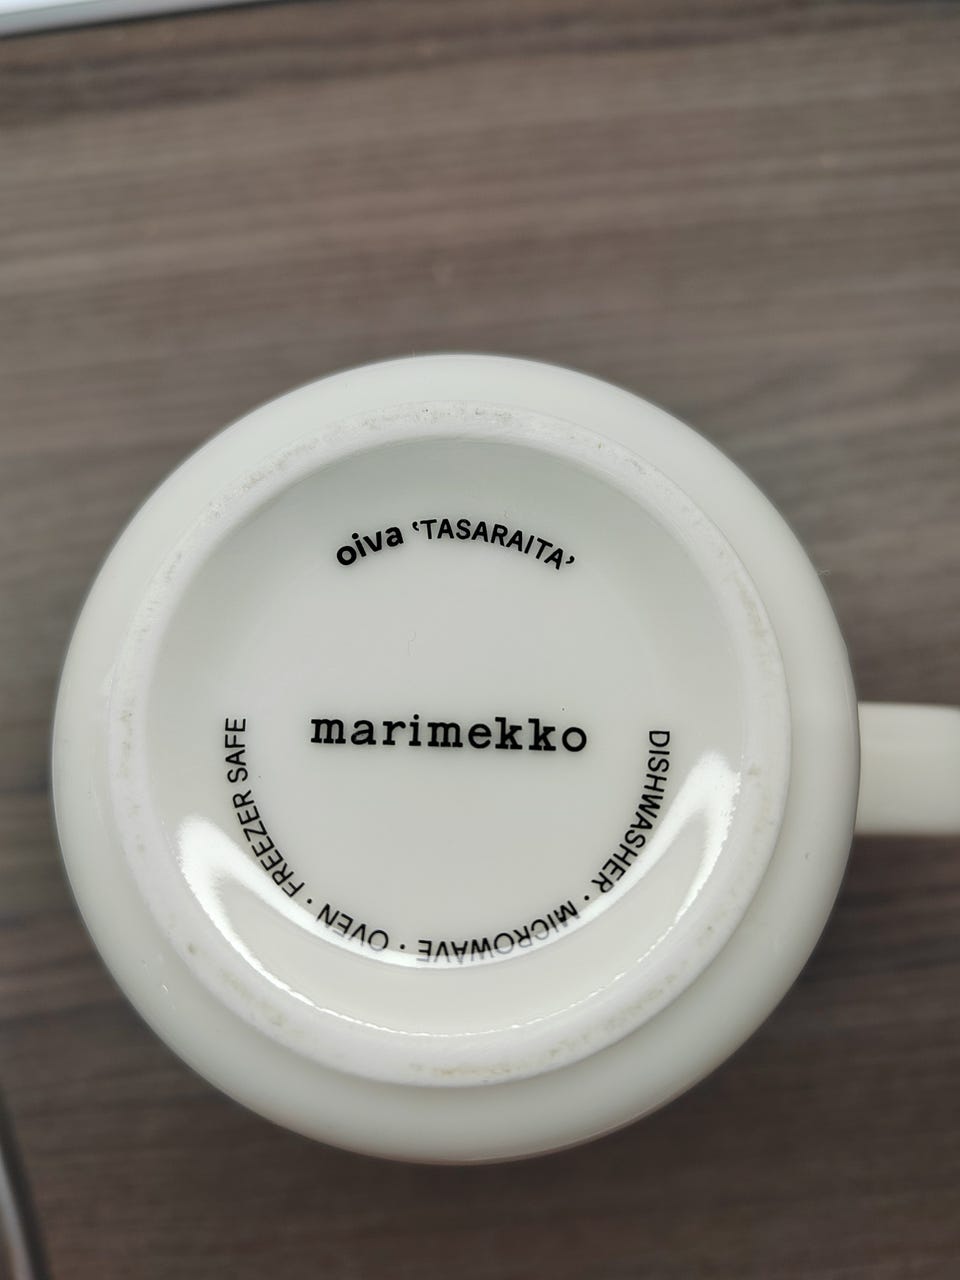 oiva ‘TASARAITA’
marimekko
DISHWASHER · MICROWAVE · OVEN · FREEZER SAFE